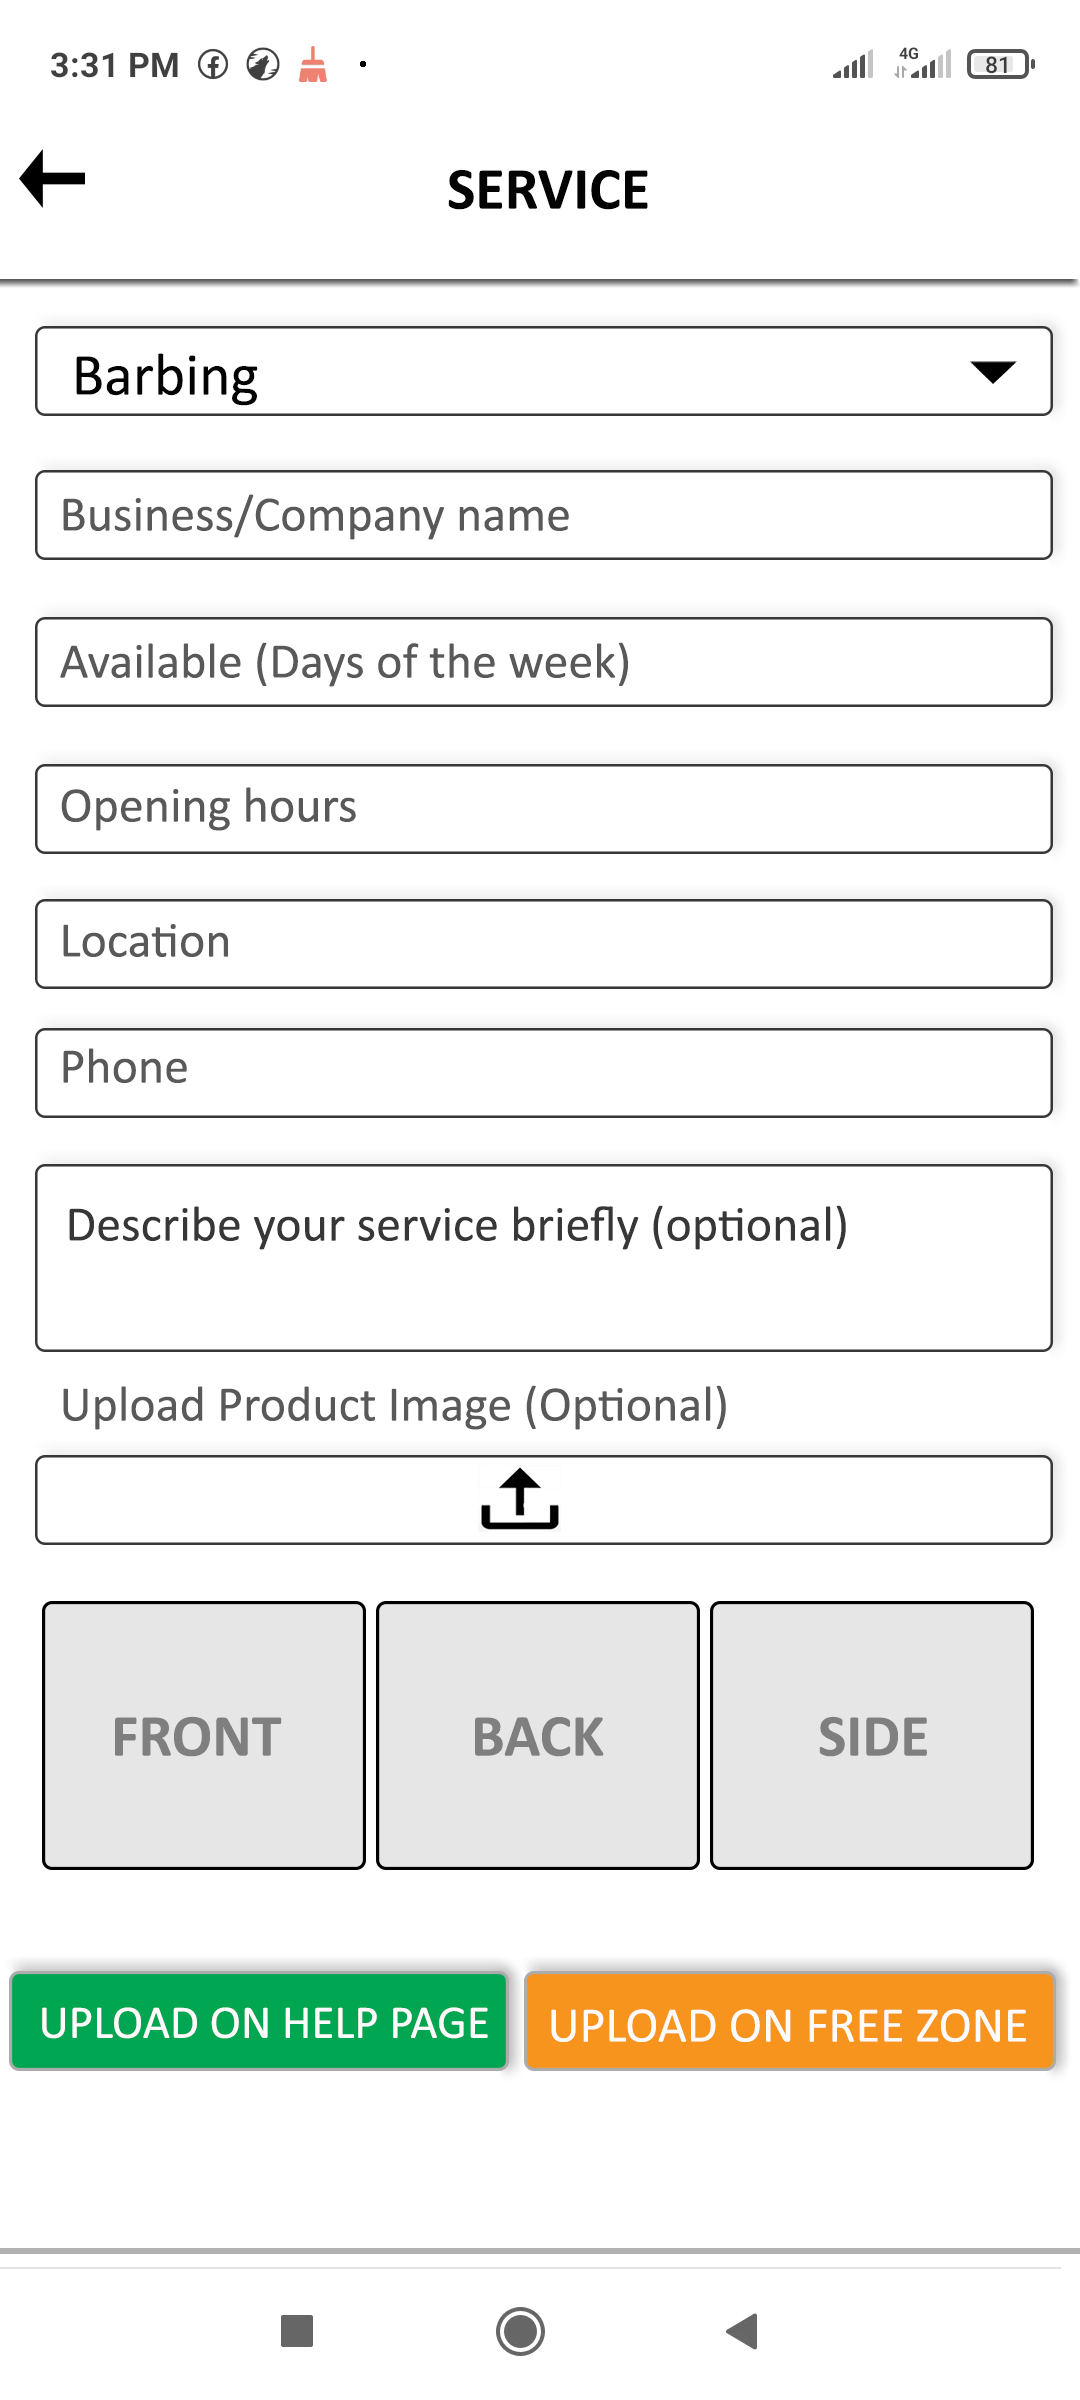 3:31 PM
4G
81
SERVICE
Barbing
Business/Company name
Available (Days of the week)
Opening hours
Location
Phone
Describe your service briefly (optional)
Upload Product Image (Optional)
FRONT
BACK
SIDE
UPLOAD ON HELP PAGE
UPLOAD ON FREE ZONE